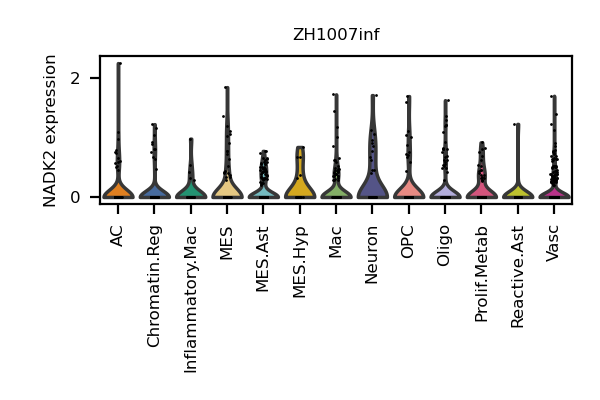 ZH1007inf
NADK2 expression
2
0
AC
Chromatin.Reg
Inflammatory.Mac
MES
MES.Ast
MES.Hyp
Mac
Neuron
OPC
Oligo
Prolif.Metab
Reactive.Ast
Vasc